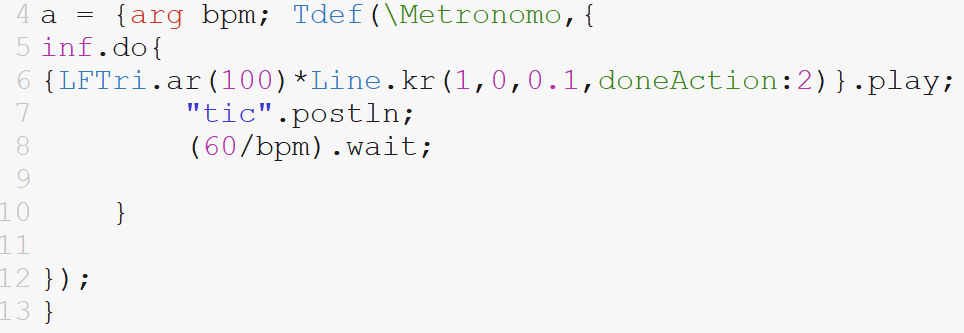 4 a = {arg bpm; Tdef(\Metronomo,{
5 inf.do{
6 {LFTri.ar(100)*Line.kr(1,0,0.1,doneAction:2)}.play;
7 "tic".postln;
8 (60/bpm).wait;
9
10 }
11
12 });
13 }